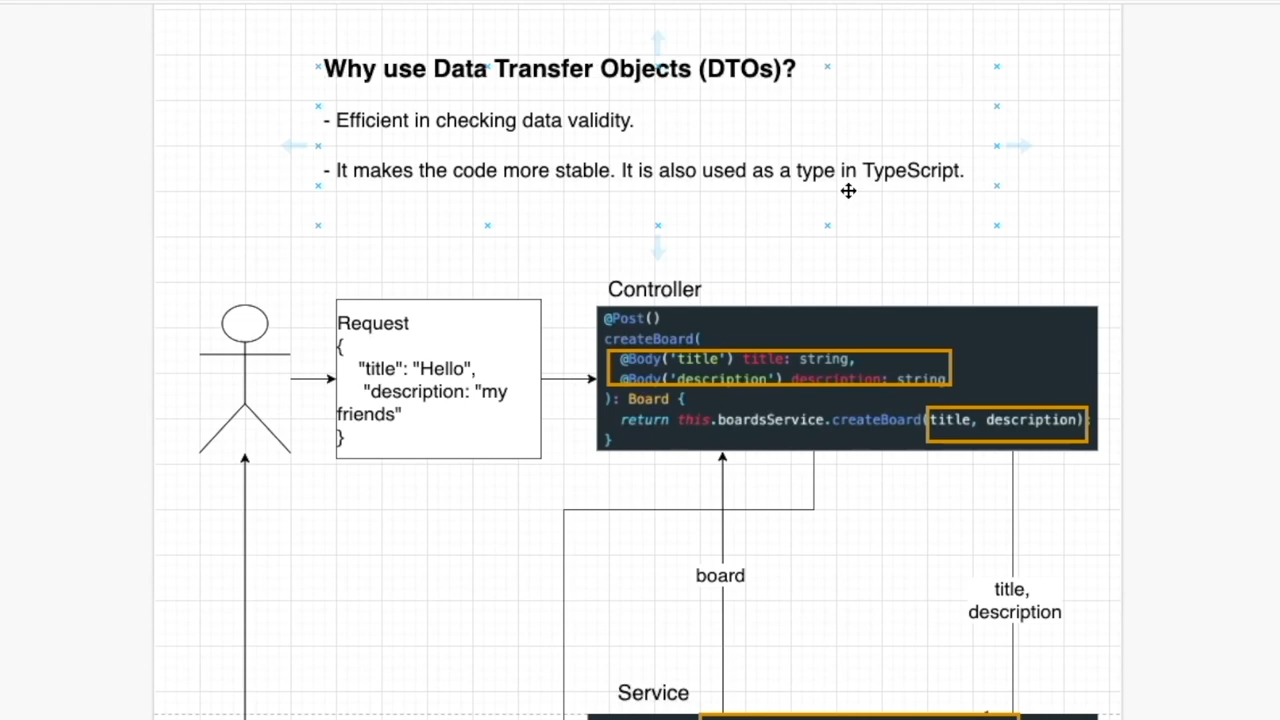 Why use Data Transfer Objects (DTOs)?
- Efficient in checking data validity.
- It makes the code more stable. It is also used as a type in TypeScript.
Controller
Request
{
"title": "Hello",
"description: "my
friends"
}
@Post()
createBoard(
@Body('title') title: string,
@Body('description') description: string
): Board {
return this.boardsService.createBoard(title, description);
}
board
title,
description
Service